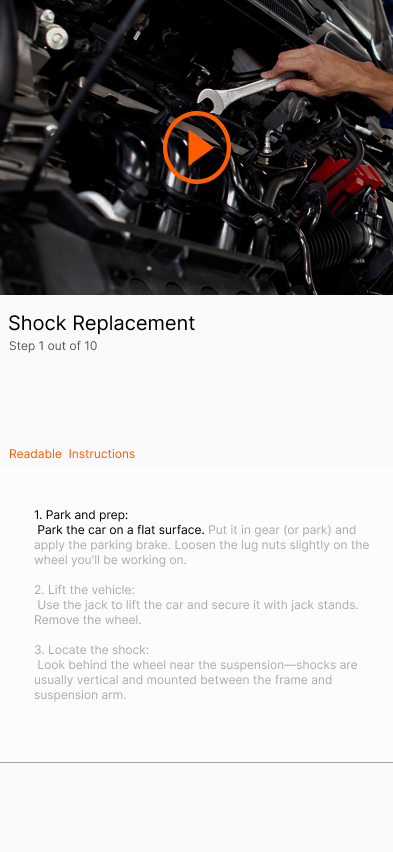 Shock Replacement
Step 1 out of 10
Readable Instructions
1. Park and prep:
Park the car on a flat surface. Put it in gear (or park) and
apply the parking brake. Loosen the lug nuts slightly on the
wheel you'll be working on.
2. Lift the vehicle:
Use the jack to lift the car and secure it with jack stands.
Remove the wheel.
3. Locate the shock:
Look behind the wheel near the suspension—shocks are
usually vertical and mounted between the frame and
suspension arm.